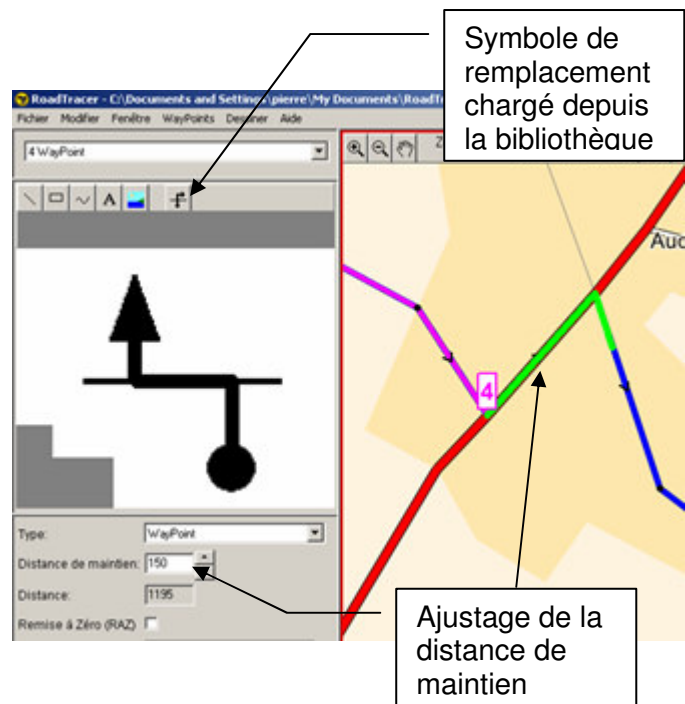 Symbole de
remplacement
chargé depuis
la bibliothèque
RoadTracer - C:\Documents and Settings\pierre\My Documents\RoadTr
Fichier Modifier Fenêtre WayPoints Dessiner Aide
4 WayPoint
Z
A
Auc
4
Type: WayPoint
Distance de maintien: 150
Distance: 1195
Remise à Zéro (RAZ)
Ajustage de la
distance de
maintien